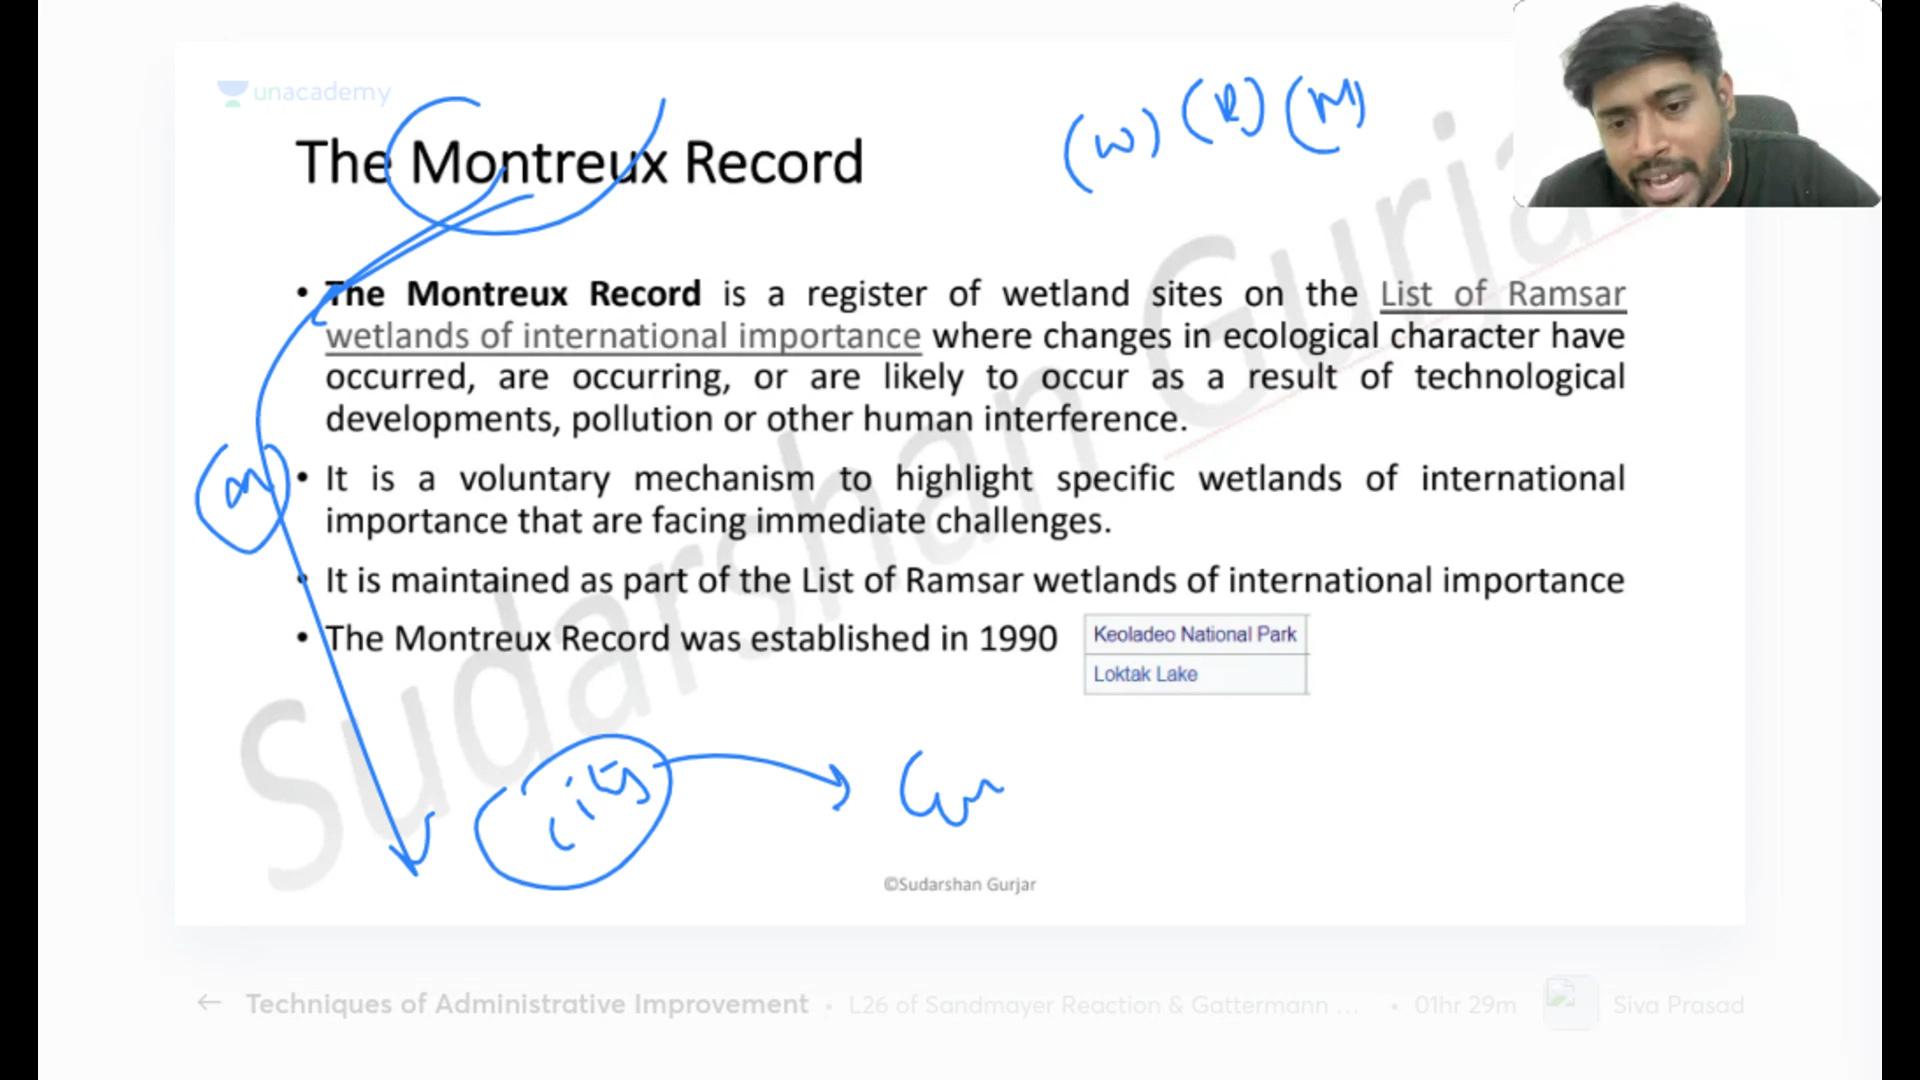 unacademy
(W) (R) (M)
The Montreux Record
• The Montreux Record is a register of wetland sites on the List of Ramsar
wetlands of international importance where changes in ecological character have
occurred, are occurring, or are likely to occur as a result of technological
developments, pollution or other human interference.
• It is a voluntary mechanism to highlight specific wetlands of international
importance that are facing immediate challenges.
• It is maintained as part of the List of Ramsar wetlands of international importance
• The Montreux Record was established in 1990
Keoladeo National Park
Loktak Lake
city
©Sudarshan Gurjar
Sudarshan Gurjar
← Techniques of Administrative Improvement • L26 of Sandmayer Reaction & Gattermann ... • 01hr 29m Siva Prasad